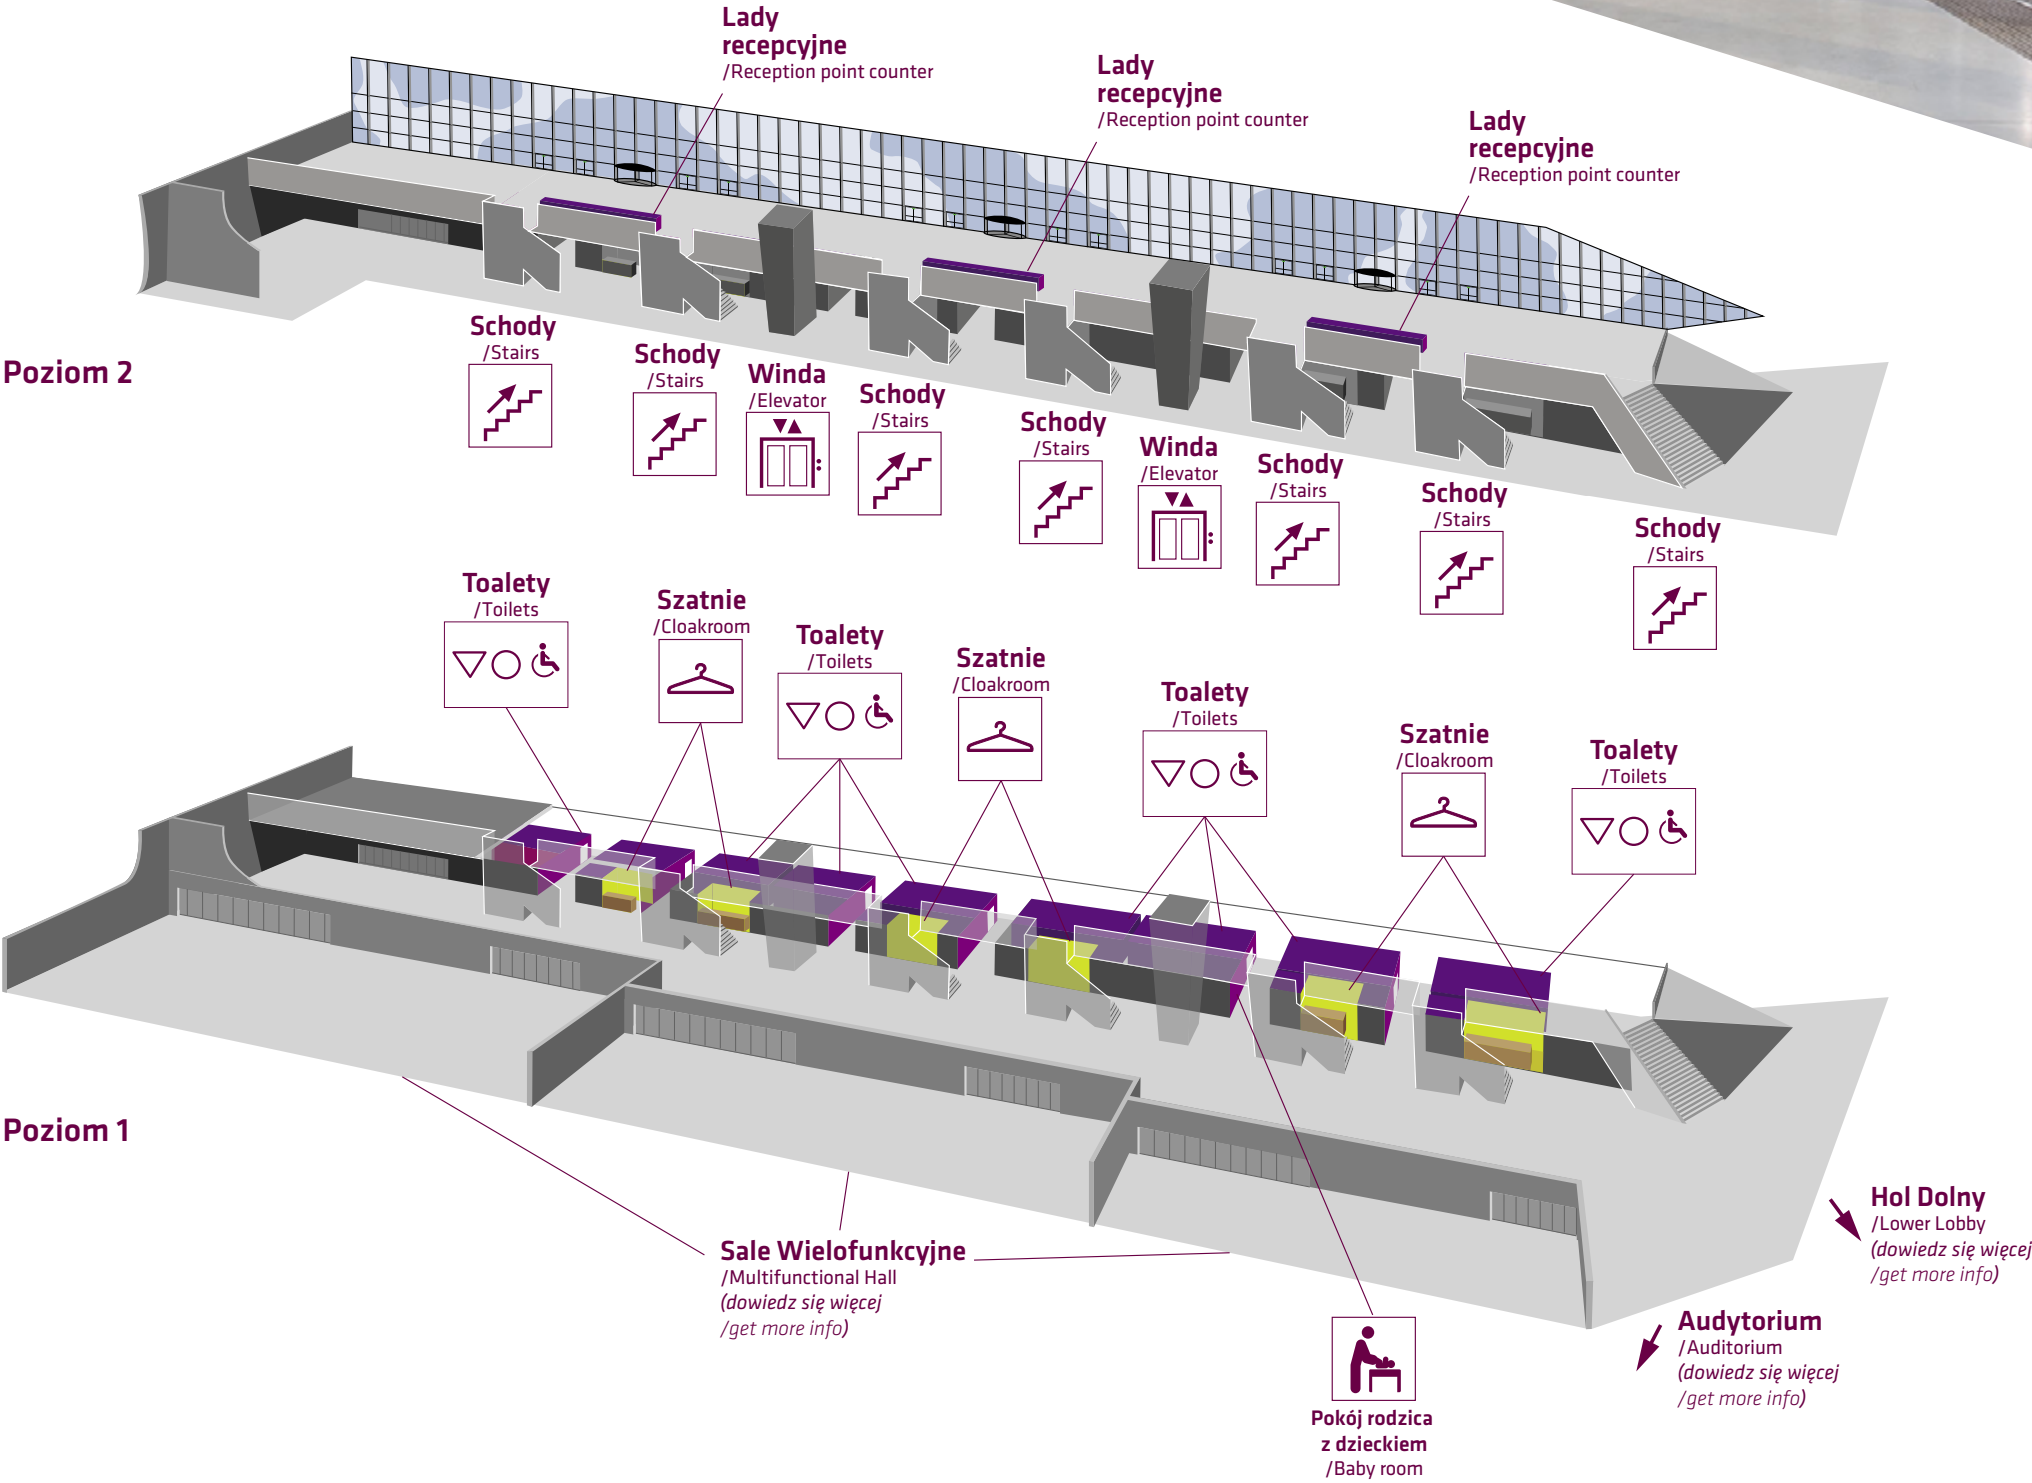 Lady
recepcyjne
/Reception point counter
Lady
recepcyjne
/Reception point counter
Lady
recepcyjne
/Reception point counter
Poziom 2
Schody
/Stairs
Schody
/Stairs
Winda
/Elevator
Schody
/Stairs
Schody
/Stairs
Winda
/Elevator
Schody
/Stairs
Schody
/Stairs
Schody
/Stairs
Toalety
/Toilets
Szatnie
/Cloakroom
Toalety
/Toilets
Szatnie
/Cloakroom
Toalety
/Toilets
Szatnie
/Cloakroom
Toalety
/Toilets
Poziom 1
Sale Wielofunkcyjne
/Multifunctional Hall
(dowiedz się więcej
/get more info)
Hol Dolny
/Lower Lobby
(dowiedz się więcej
/get more info)
Audytorium
/Auditorium
(dowiedz się więcej
/get more info)
Pokój rodzica
z dzieckiem
/Baby room